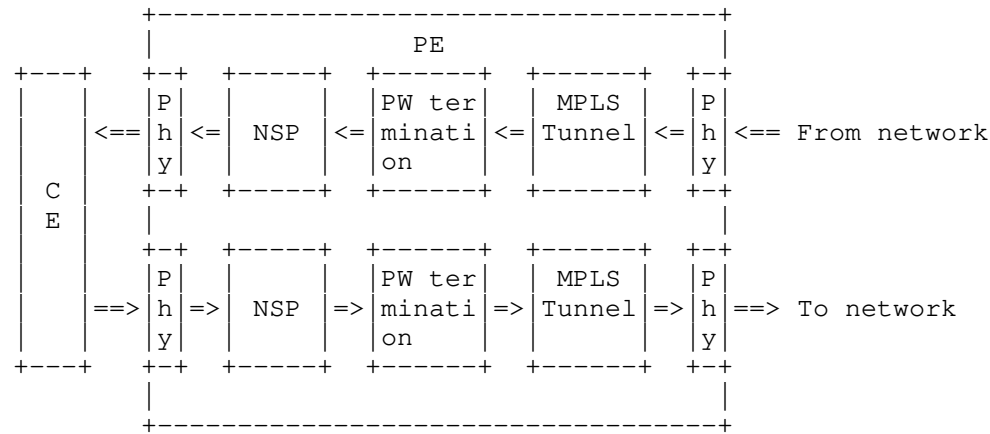 PE
P PW ter MPLS P
<== h <= NSP <= minati <= Tunnel <= h <== From network
y on y
C
E
P PW ter MPLS P
==> h => NSP => minati => Tunnel => h ==> To network
y on y